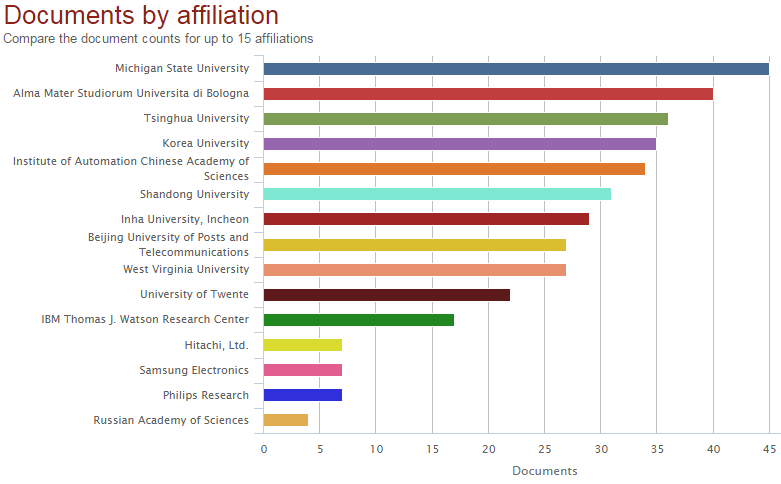 Documents by affiliation
Compare the document counts for up to 15 affiliations
Michigan State University
Alma Mater Studiorum Universita di Bologna
Tsinghua University
Korea University
Institute of Automation Chinese Academy of
Sciences
Shandong University
Inha University, Incheon
Beijing University of Posts and
Telecommunications
West Virginia University
University of Twente
IBM Thomas J. Watson Research Center
Hitachi, Ltd.
Samsung Electronics
Philips Research
Russian Academy of Sciences
0 5 10 15 20 25 30 35 40 45
Documents